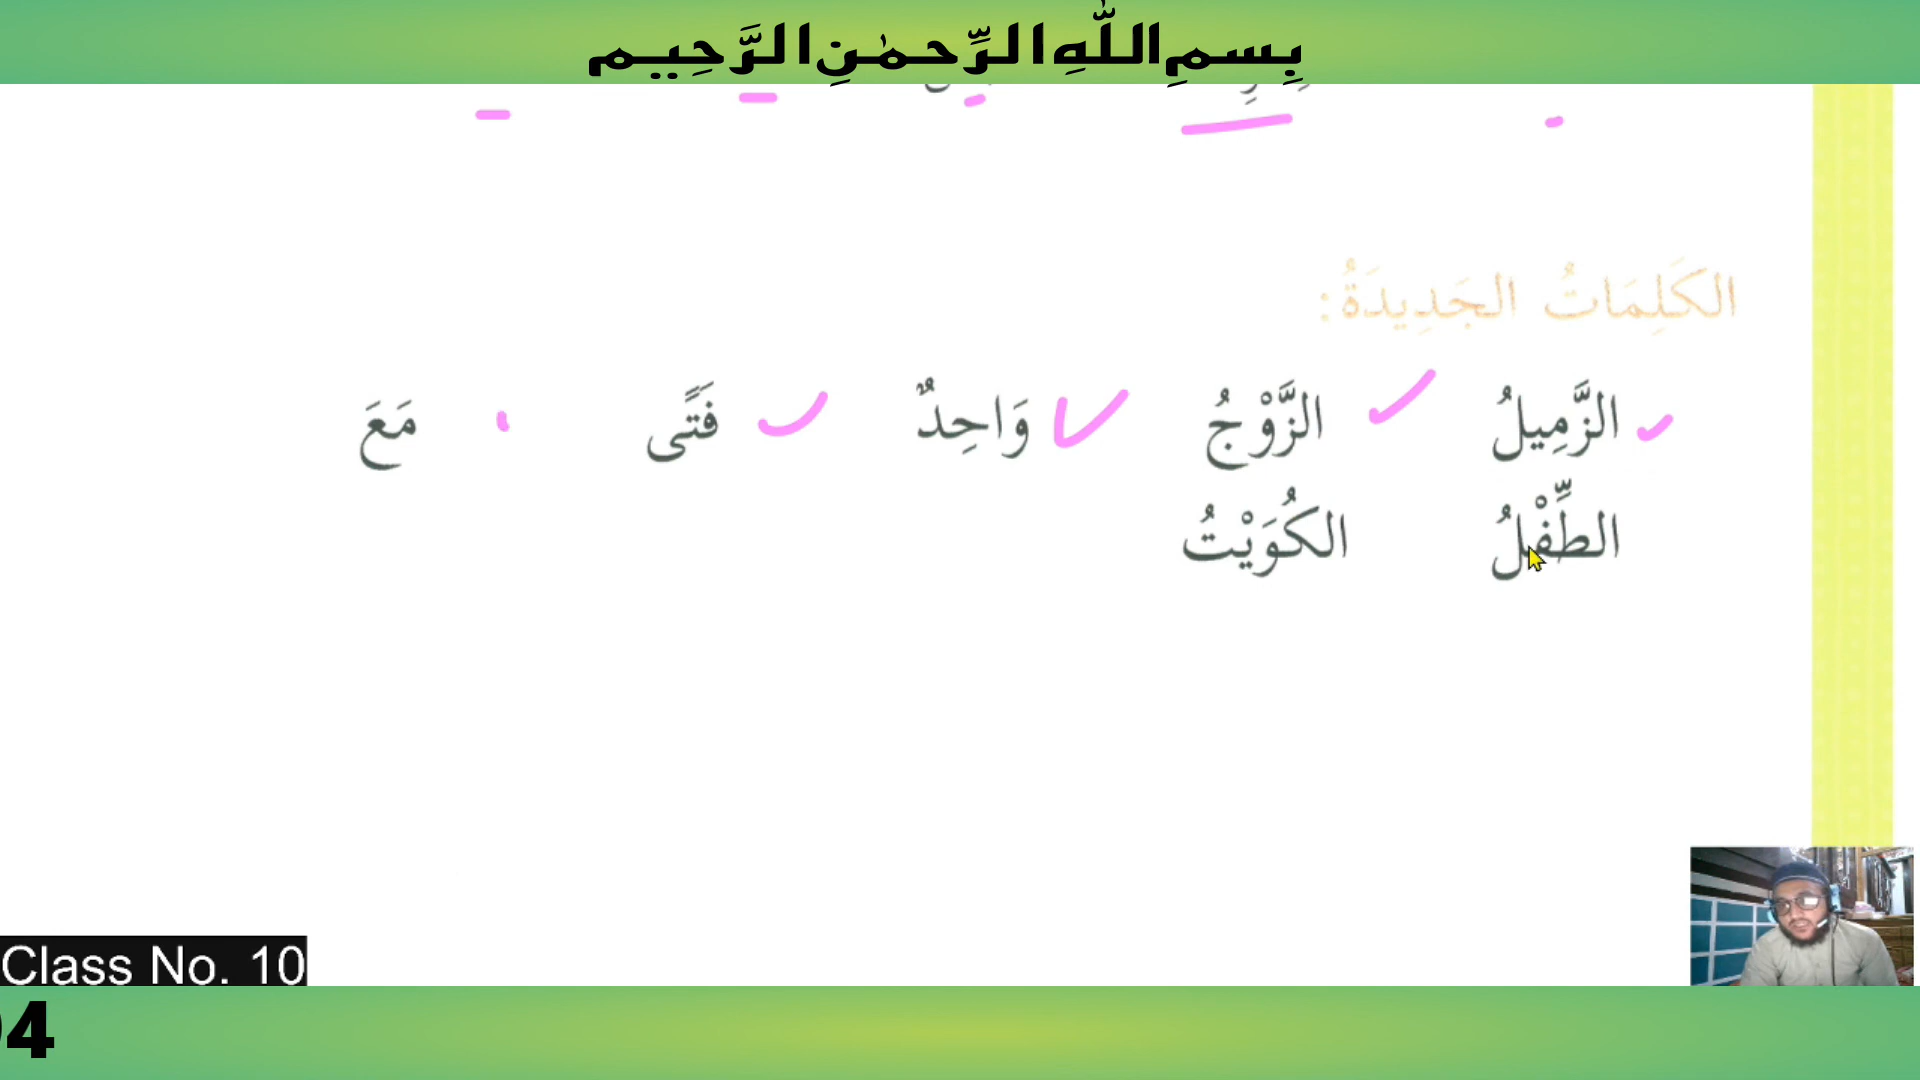 بِسمِ اللّٰهِ الرَّحمٰنِ الرَّحِيم
الكَلِمَاتُ الجَدِيدَةُ:
الزَّمِيلُ الزَّوْجُ وَاحِدٌ فَتًى مَعَ
الطِّفْلُ الكُوَيْتُ
Class No. 10